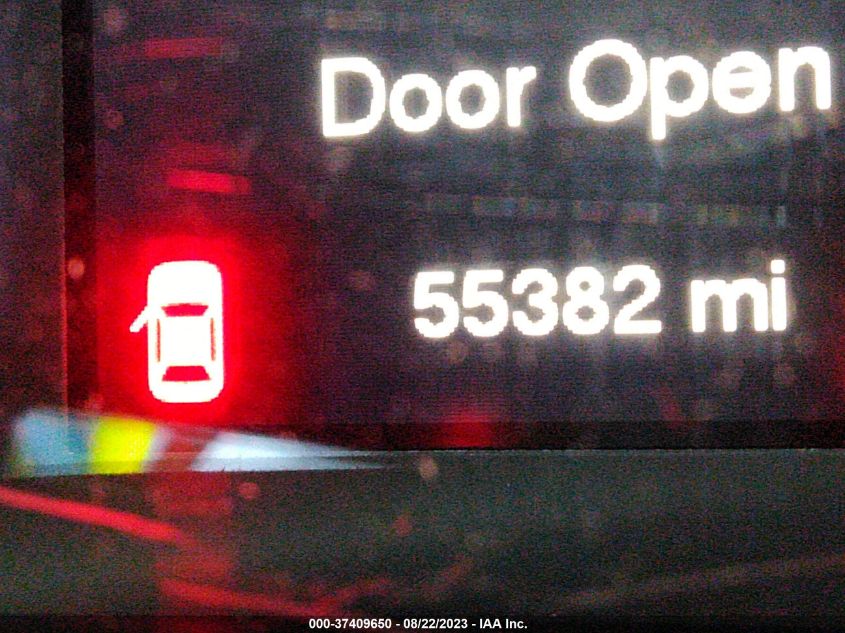 Door Open
55382 mi
000-37409650 - 08/22/2023 - IAA Inc.